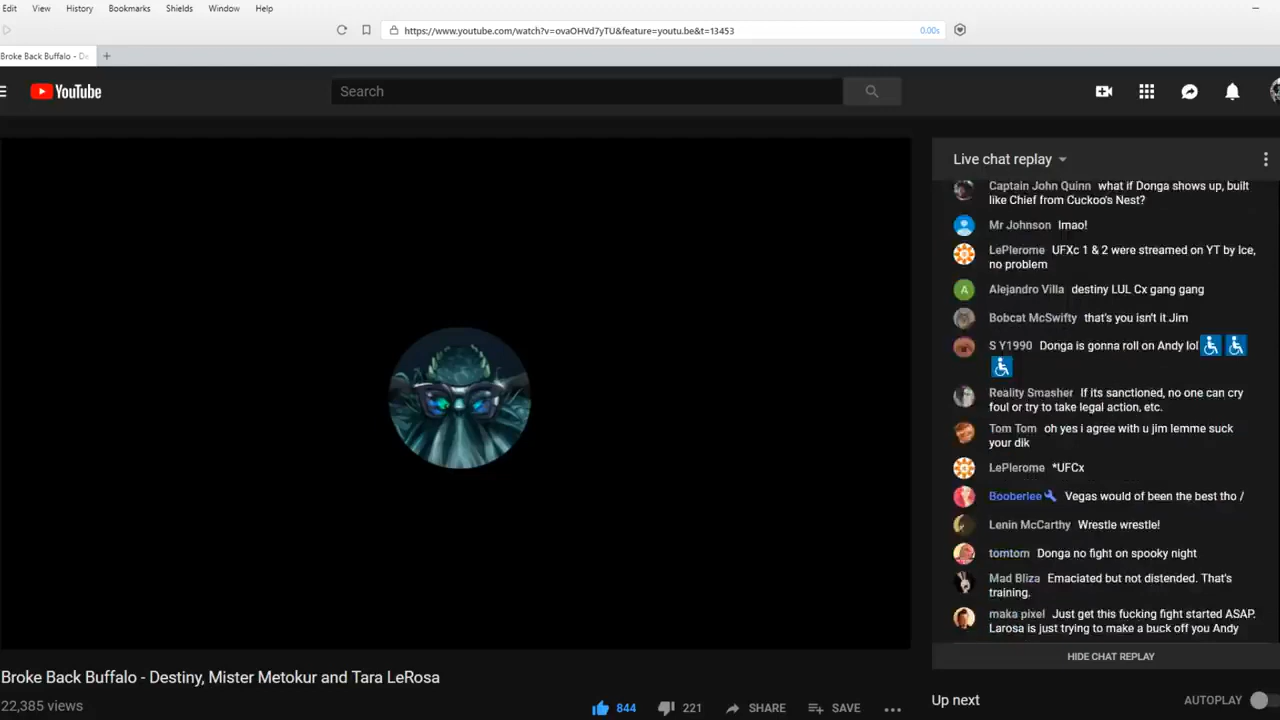 Edit View History Bookmarks Shields Window Help
https://www.youtube.com/watch?v=ovaOHVd7yTU&feature=youtu.be&t=13453 0.00s
Broke Back Buffalo - De
YouTube Search
Live chat replay
Captain John Quinn what if Donga shows up, built
like Chief from Cuckoo's Nest?
Mr Johnson lmao!
LePlerome UFXc 1 & 2 were streamed on YT by Ice,
no problem
A Alejandro Villa destiny LUL Cx gang gang
Bobcat McSwifty that's you isn't it Jim
S Y1990 Donga is gonna roll on Andy lol
Reality Smasher If its sanctioned, no one can cry
foul or try to take legal action, etc.
Tom Tom oh yes i agree with u jim lemme suck
your dik
LePlerome *UFCx
Booberlee Vegas would of been the best tho /
Lenin McCarthy Wrestle wrestle!
tomtom Donga no fight on spooky night
Mad Bliza Emaciated but not distended. That's
training.
maka pixel Just get this fucking fight started ASAP.
Larosa is just trying to make a buck off you Andy
HIDE CHAT REPLAY
Broke Back Buffalo - Destiny, Mister Metokur and Tara LeRosa
22,385 views 844 221 SHARE SAVE
Up next AUTOPLAY